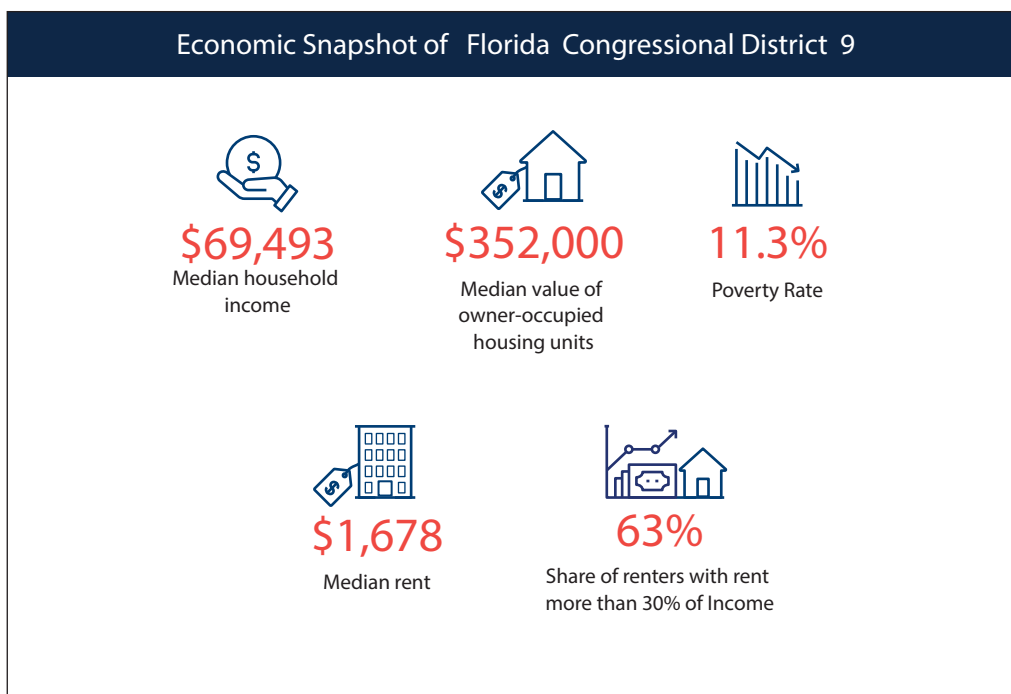 Economic Snapshot of Florida Congressional District 9
$
$
$69,493
Median household
income
$352,000
Median value of
owner-occupied
housing units
11.3%
Poverty Rate
$
$1,678
Median rent
63%
Share of renters with rent
more than 30% of Income